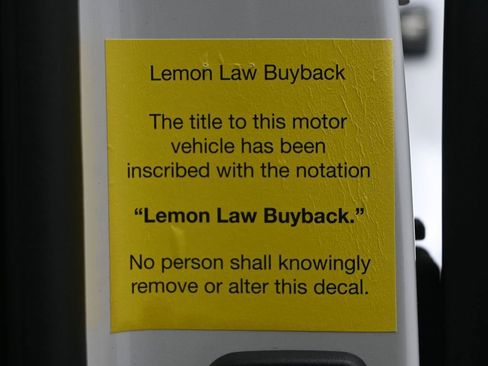 Lemon Law Buyback
The title to this motor
vehicle has been
inscribed with the notation
“Lemon Law Buyback.”
No person shall knowingly
remove or alter this decal.